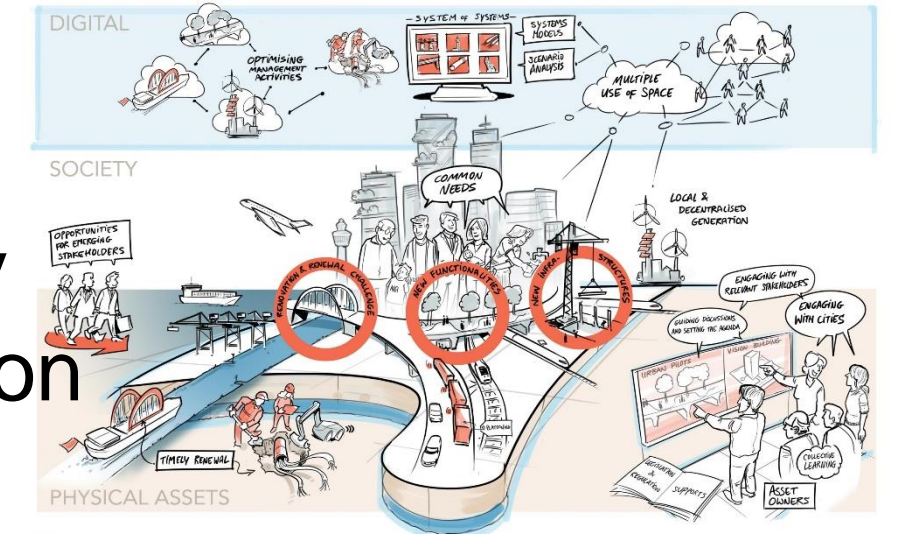 DIGITAL
OPTIMISING
MANAGEMENT
ACTIVITIES
-SYSTEM OF SYSTEMS-
SYSTEMS
MODELS
SCENARIO
ANALYSIS
MULTIPLE
USE OF SPACE
SOCIETY
COMMON
NEEDS
LOCAL &
DECENTRALISED
GENERATION
OPPORTUNITIES
FOR EMERGING
STAKEHOLDERS
y
on
RENOVATION & RENEWAL CHALLENGE
NEW FUNCTIONALITIES
NEW INFRA-
STRUCTURES
ENGAGING WITH
RELEVANT STAKEHOLDERS
GUIDING DISCUSSIONS
AND SETTING THE AGENDA
ENGAGING
WITH CITIES
URBAN PILOTS
VISION BUILDING
TIMELY RENEWAL
LEGISLATION
&
REGULATION
SUPPORTS
COLLECTIVE
LEARNING
ASSET
OWNERS
PHYSICAL ASSETS